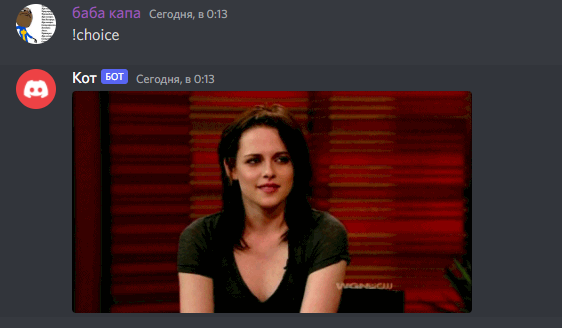 баба капа Сегодня, в 0:13
!choice
Кот БОТ Сегодня, в 0:13